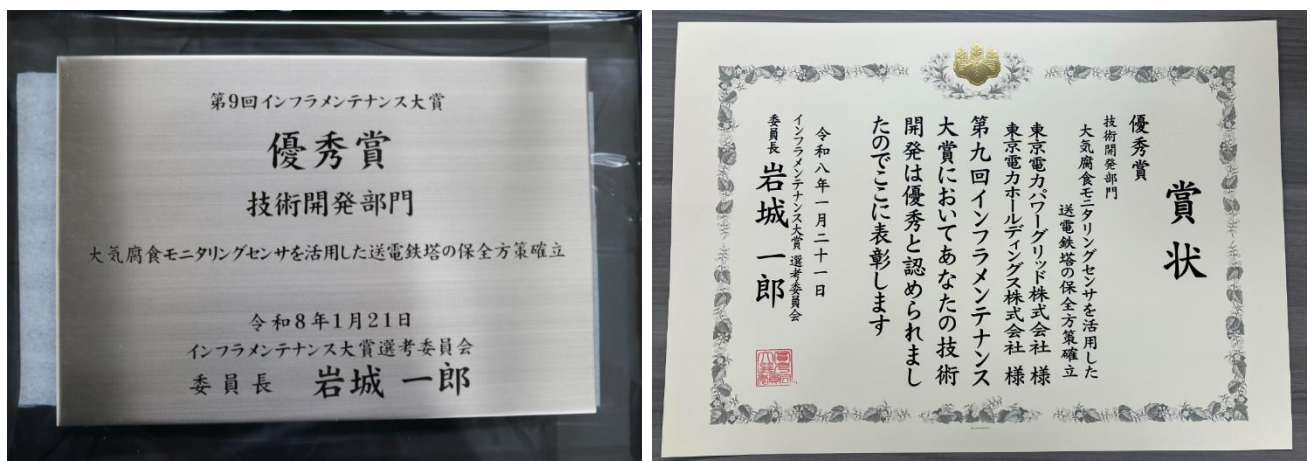 第9回インフラメンテナンス大賞
優秀賞
技術開発部門
大気腐食モニタリングセンサを活用した送電鉄塔の保全方策確立
令和8年1月21日
インフラメンテナンス大賞選考委員会
委員長 岩城 一郎
賞状
優秀賞
技術開発部門
大気腐食モニタリングセンサを活用した
送電鉄塔の保全方策確立
東京電力パワーグリッド株式会社 様
東京電力ホールディングス株式会社 様
第九回インフラメンテナンス
大賞においてあなたの技術
開発は優秀と認められまし
たのでここに表彰します
令和八年一月二十一日
インフラメンテナンス大賞 選考委員会
委員長 岩城 一郎